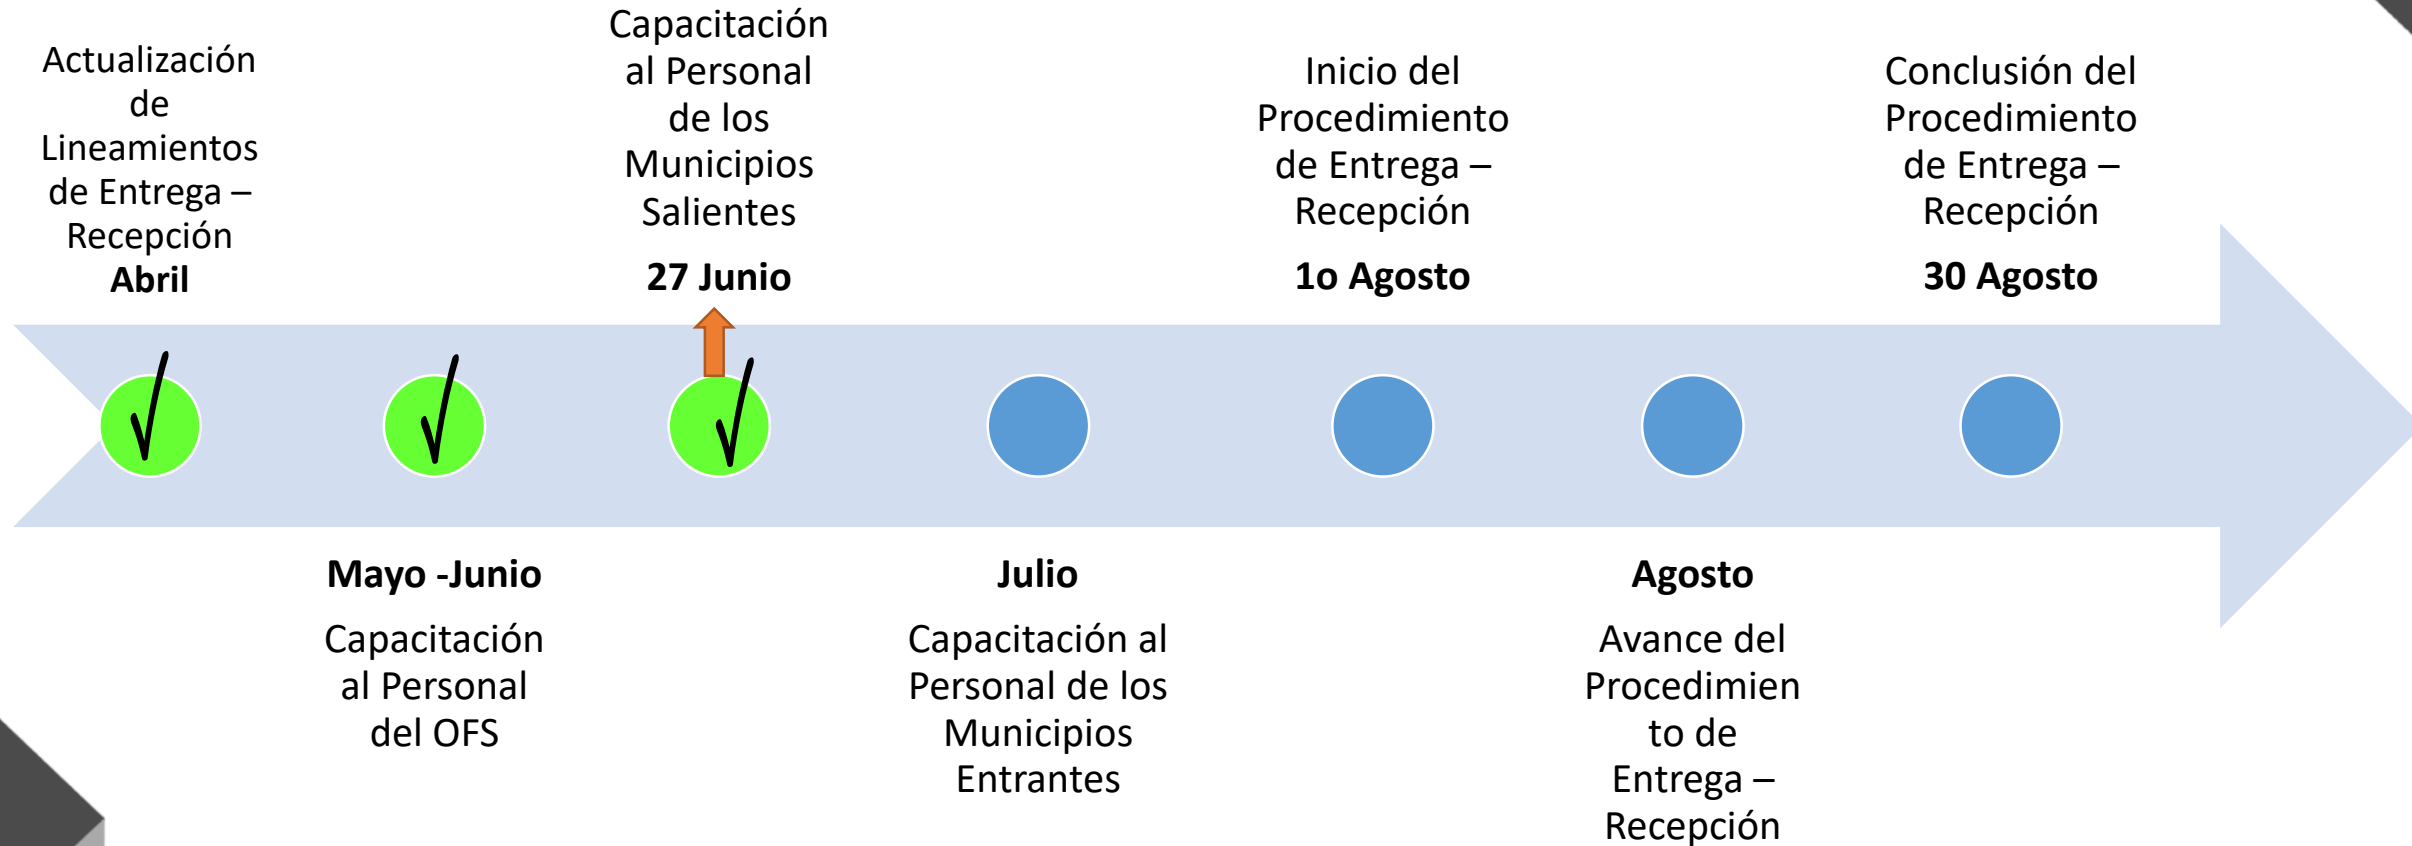 Actualización
de
Lineamientos
de Entrega –
Recepción
Abril
Mayo -Junio
Capacitación
al Personal
del OFS
Capacitación
al Personal
de los
Municipios
Salientes
27 Junio
Julio
Capacitación al
Personal de los
Municipios
Entrantes
Inicio del
Procedimiento
de Entrega –
Recepción
1o Agosto
Agosto
Avance del
Procedimien
to de
Entrega –
Recepción
Conclusión del
Procedimiento
de Entrega –
Recepción
30 Agosto